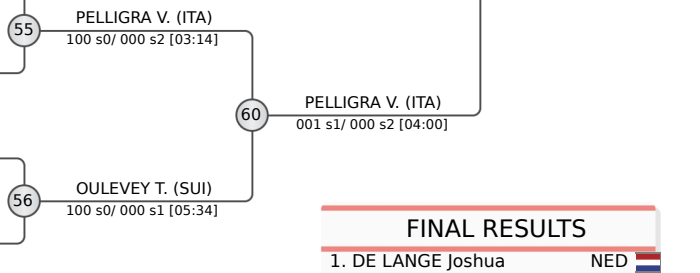 55
PELLIGRA V. (ITA)
100 s0/ 000 s2 [03:14]
60
PELLIGRA V. (ITA)
001 s1/ 000 s2 [04:00]
56
OULEVEY T. (SUI)
100 s0/ 000 s1 [05:34]
FINAL RESULTS
1. DE LANGE Joshua NED